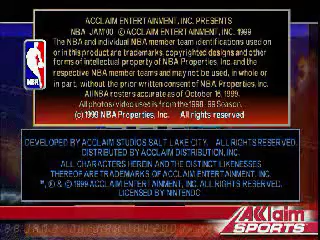 ACCLAIM ENTERTAINMENT, INC. PRESENTS
NBA JAM '00 © ACCLAIM ENTERTAINMENT, INC. 1999
The NBA and individual NBA member team identifications used on
or in this product are trademarks, copyrighted designs and other
forms of intellectual property of NBA Properties, Inc. and the
respective NBA member teams and may not be used, in whole or
in part, without the prior written consent of NBA Properties, Inc.
All NBA rosters accurate as of October 15, 1999.
All photos/video used is from the 1998-99 Season.
(c) 1999 NBA Properties, Inc. All rights reserved
NBA
DEVELOPED BY ACCLAIM STUDIOS SALT LAKE CITY. ALL RIGHTS RESERVED.
DISTRIBUTED BY ACCLAIM DISTRIBUTION, INC.
ALL CHARACTERS HEREIN AND THE DISTINCT LIKENESSES
THEREOF ARE TRADEMARKS OF ACCLAIM ENTERTAINMENT, INC.
™, ® & © 1999 ACCLAIM ENTERTAINMENT, INC. ALL RIGHTS RESERVED.
LICENSED BY NINTENDO
AKlaim
SPORTS